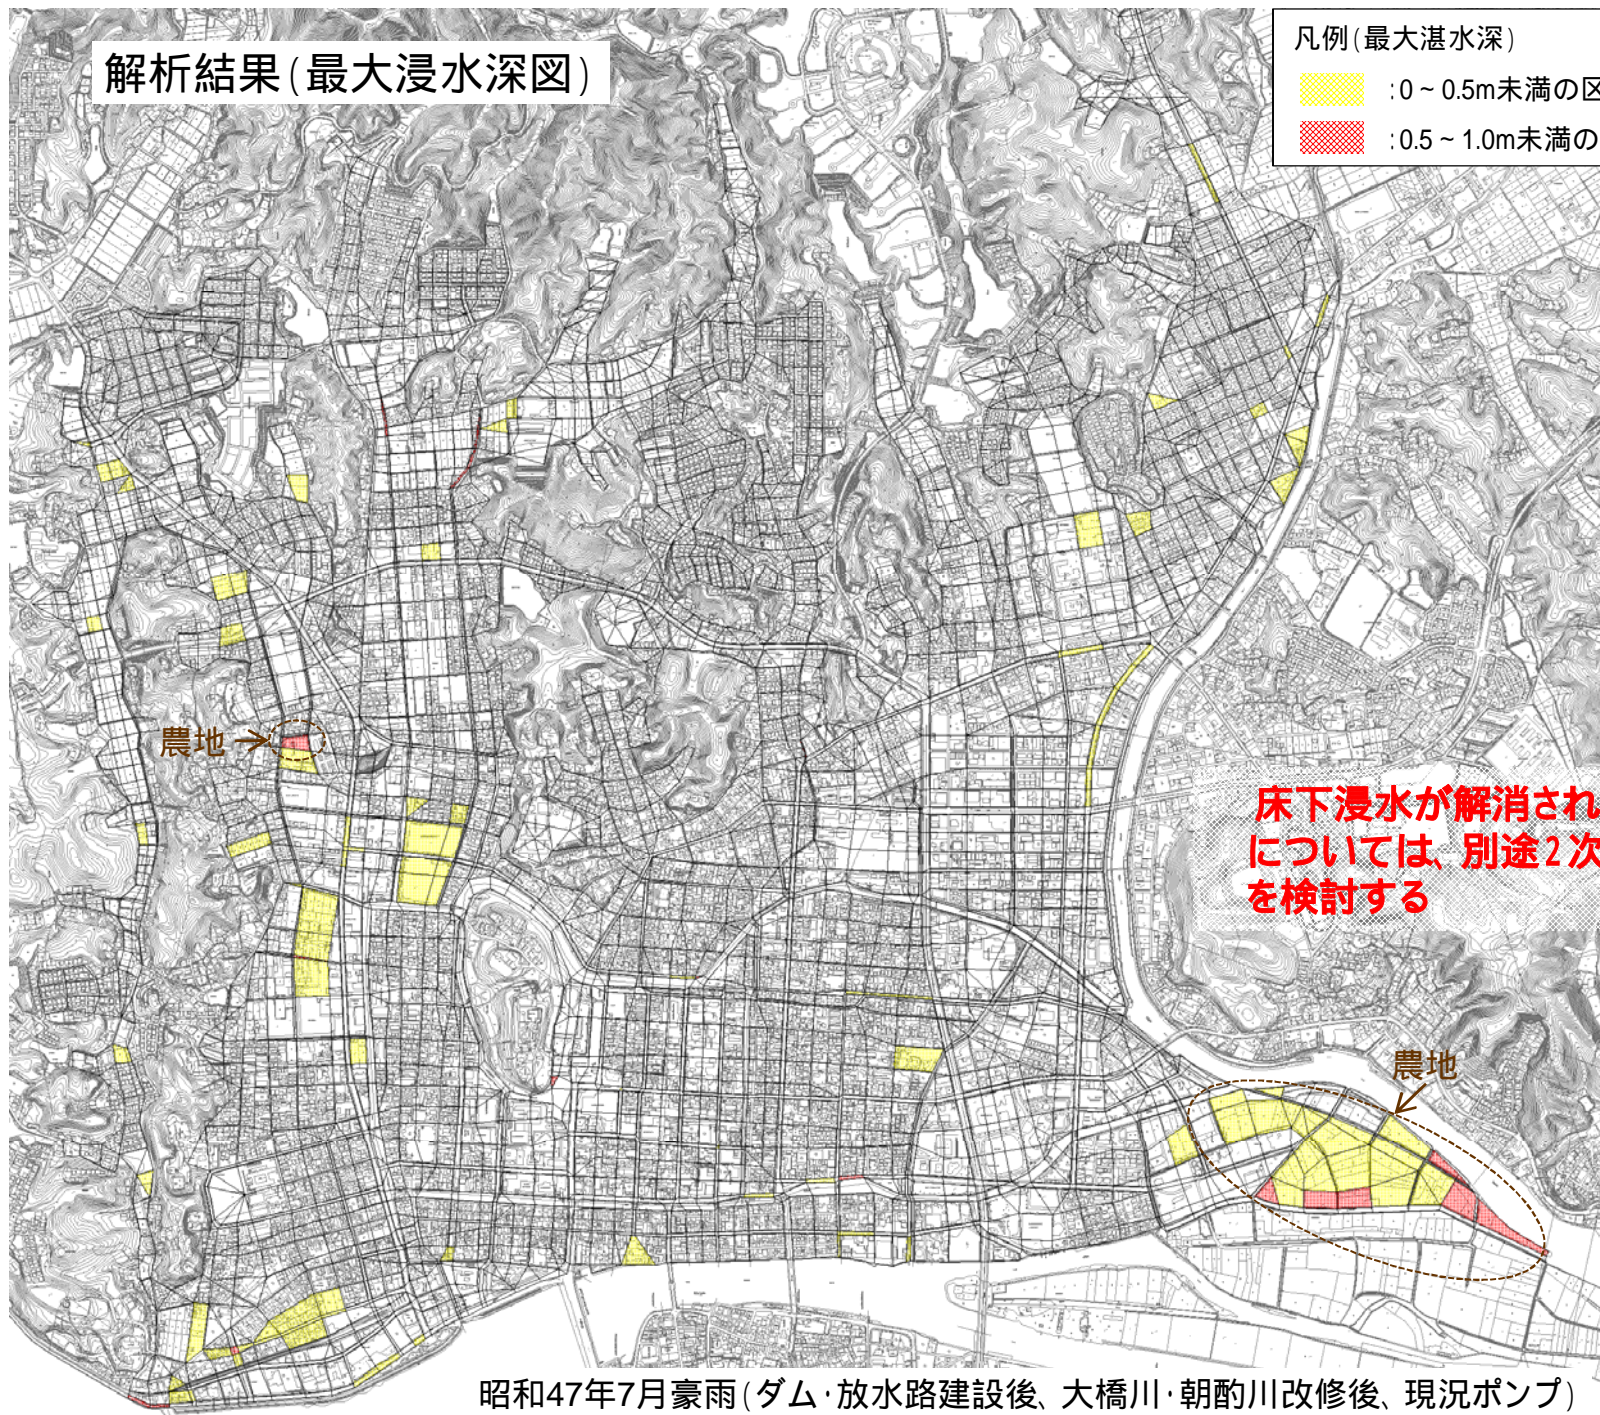 解析結果(最大浸水深図)
凡例(最大湛水深)
:0~0.5m未満の区
:0.5~1.0m未満の
農地
床下浸水が解消され
については、別途2次
を検討する
農地
昭和47年7月豪雨(ダム・放水路建設後、大橋川・朝酌川改修後、現況ポンプ)